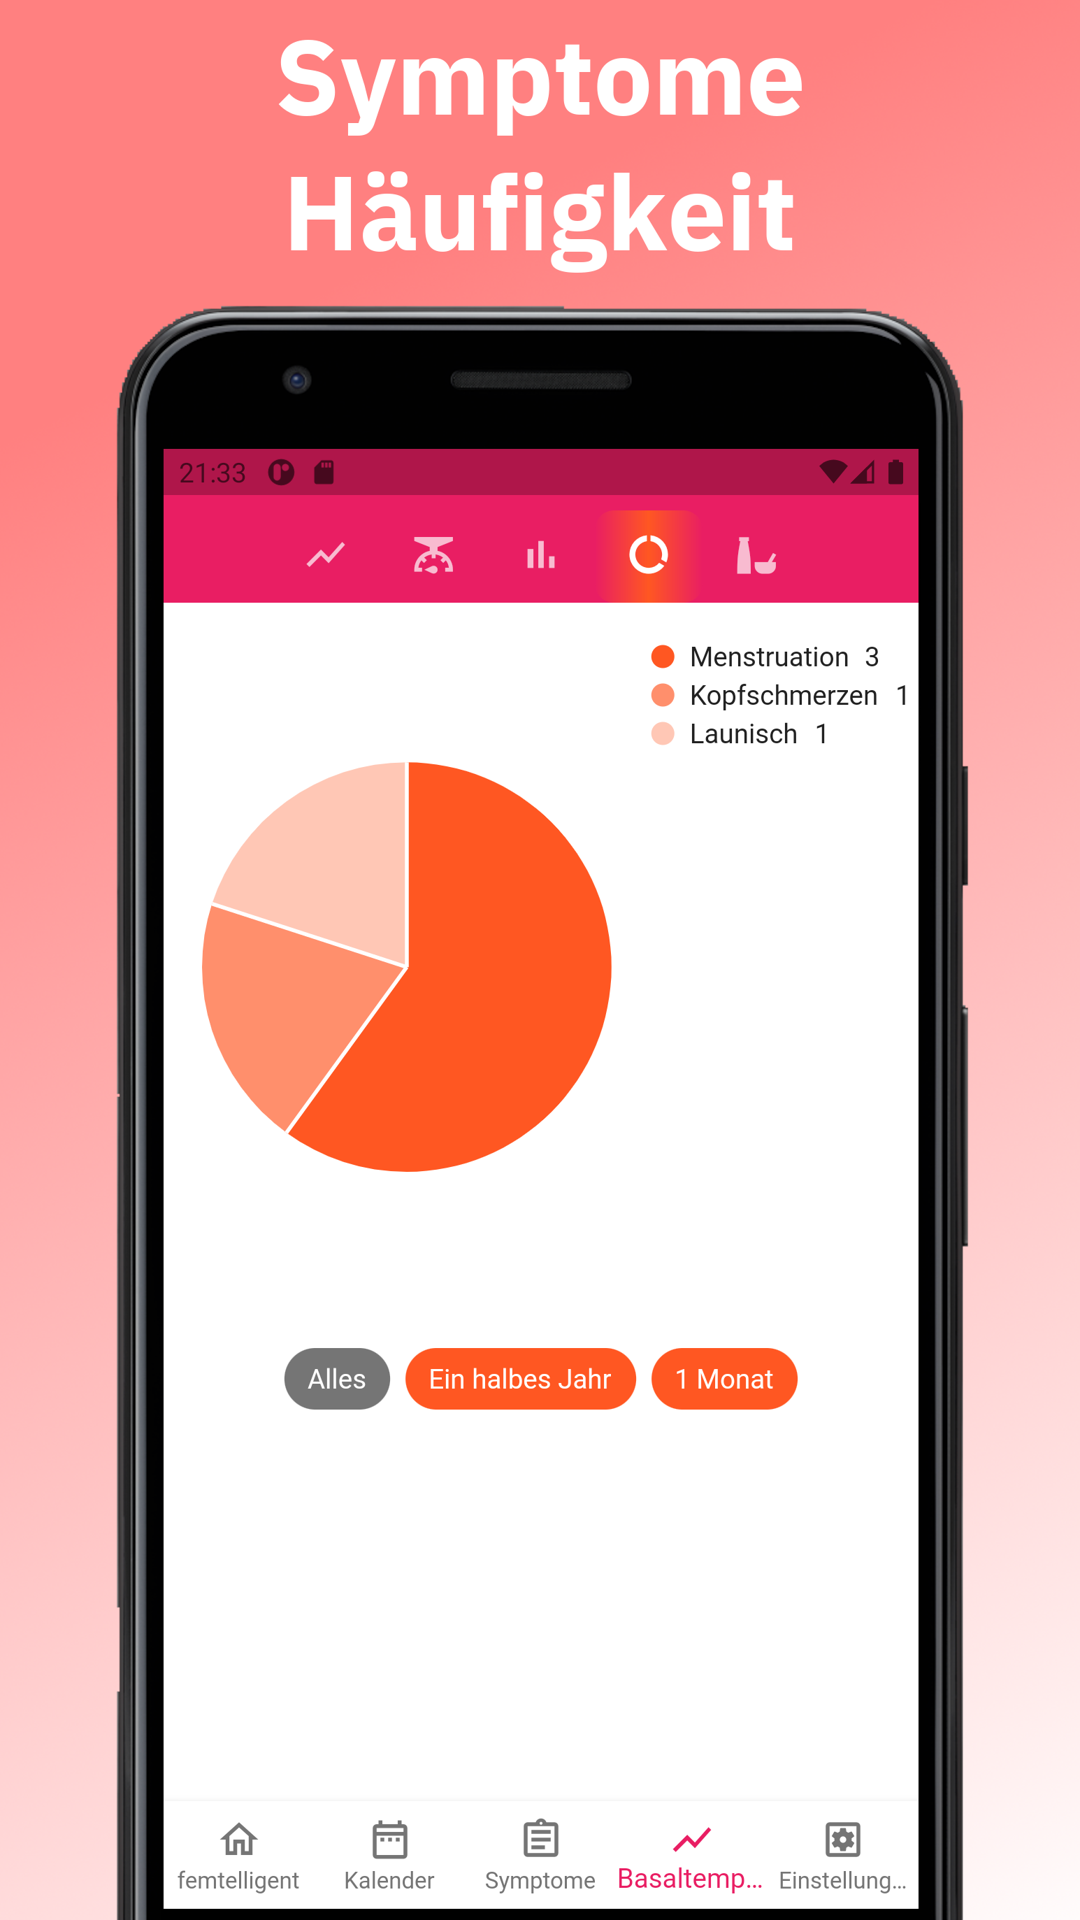 Symptome
Häufigkeit
21:33
Menstruation 3
Kopfschmerzen 1
Launisch 1
Alles
Ein halbes Jahr
1 Monat
femtelligent
Kalender
Symptome
Basaltemp...
Einstellung...